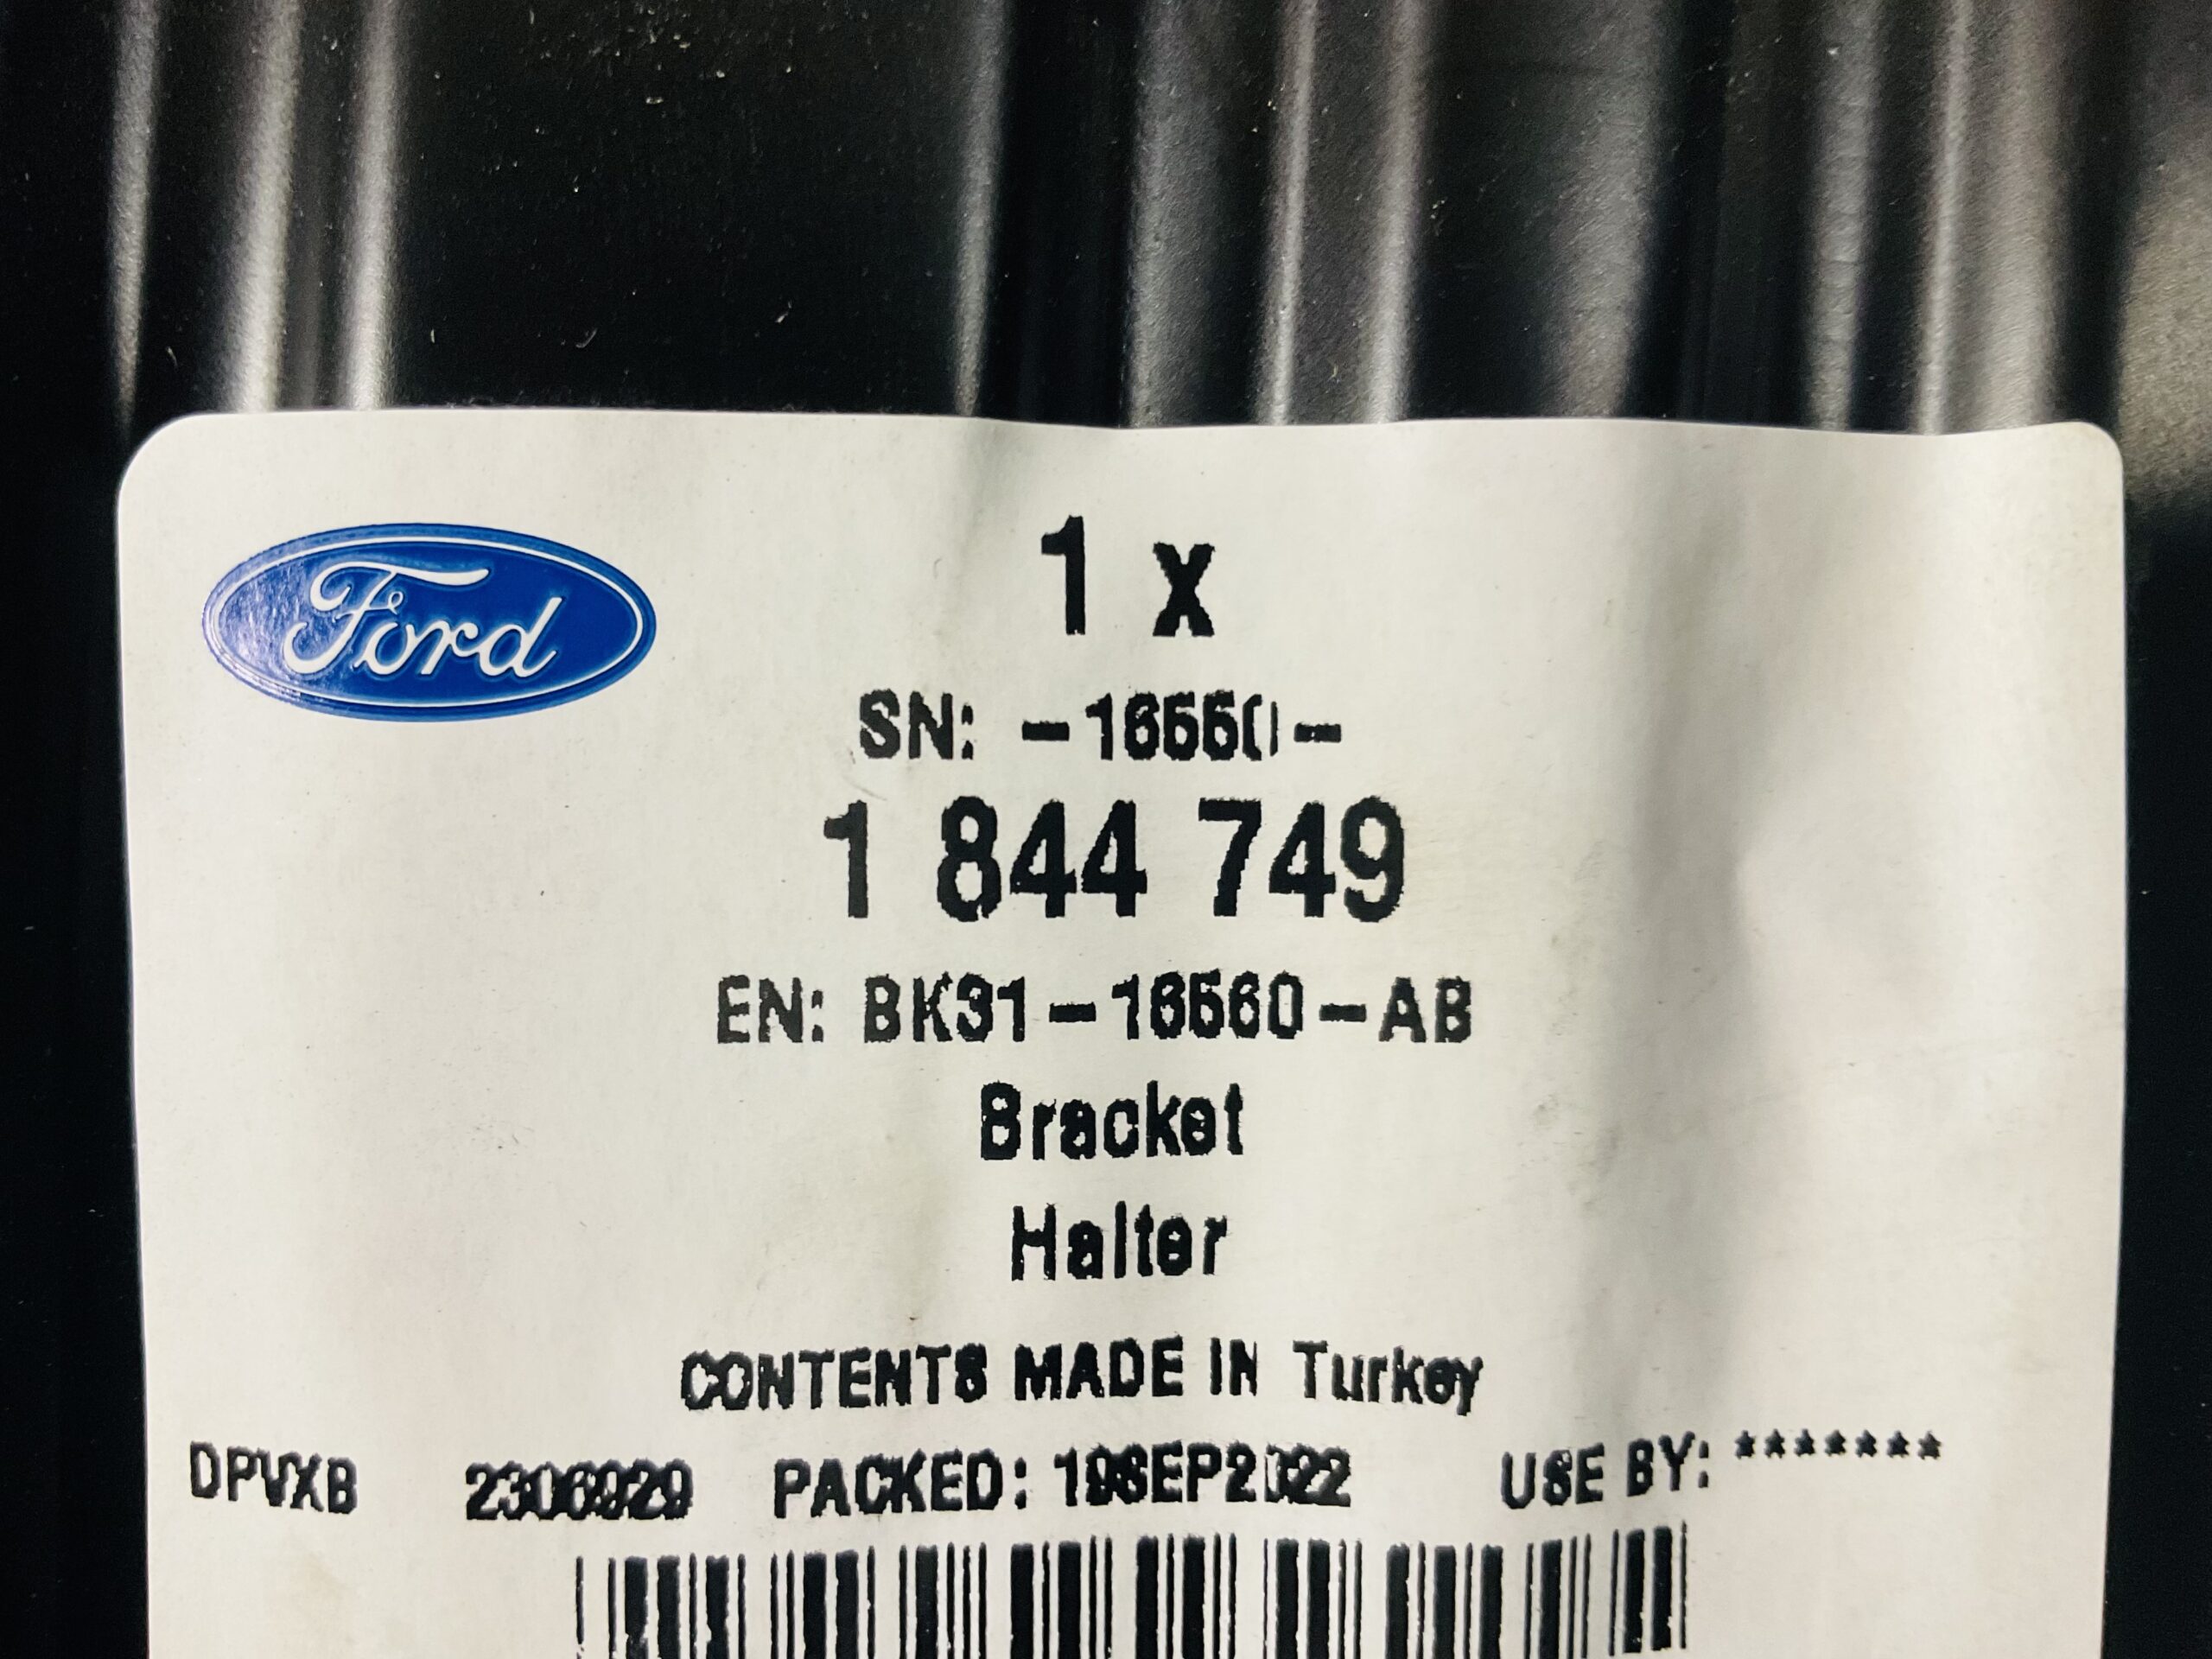 Ford
1 x
SN: -16560-
1 844 749
EN: BK31-16560-AB
Bracket
Halter
CONTENTS MADE IN Turkey
DPVXB 2306929 PACKED: 19SEP2022 USE BY: *******